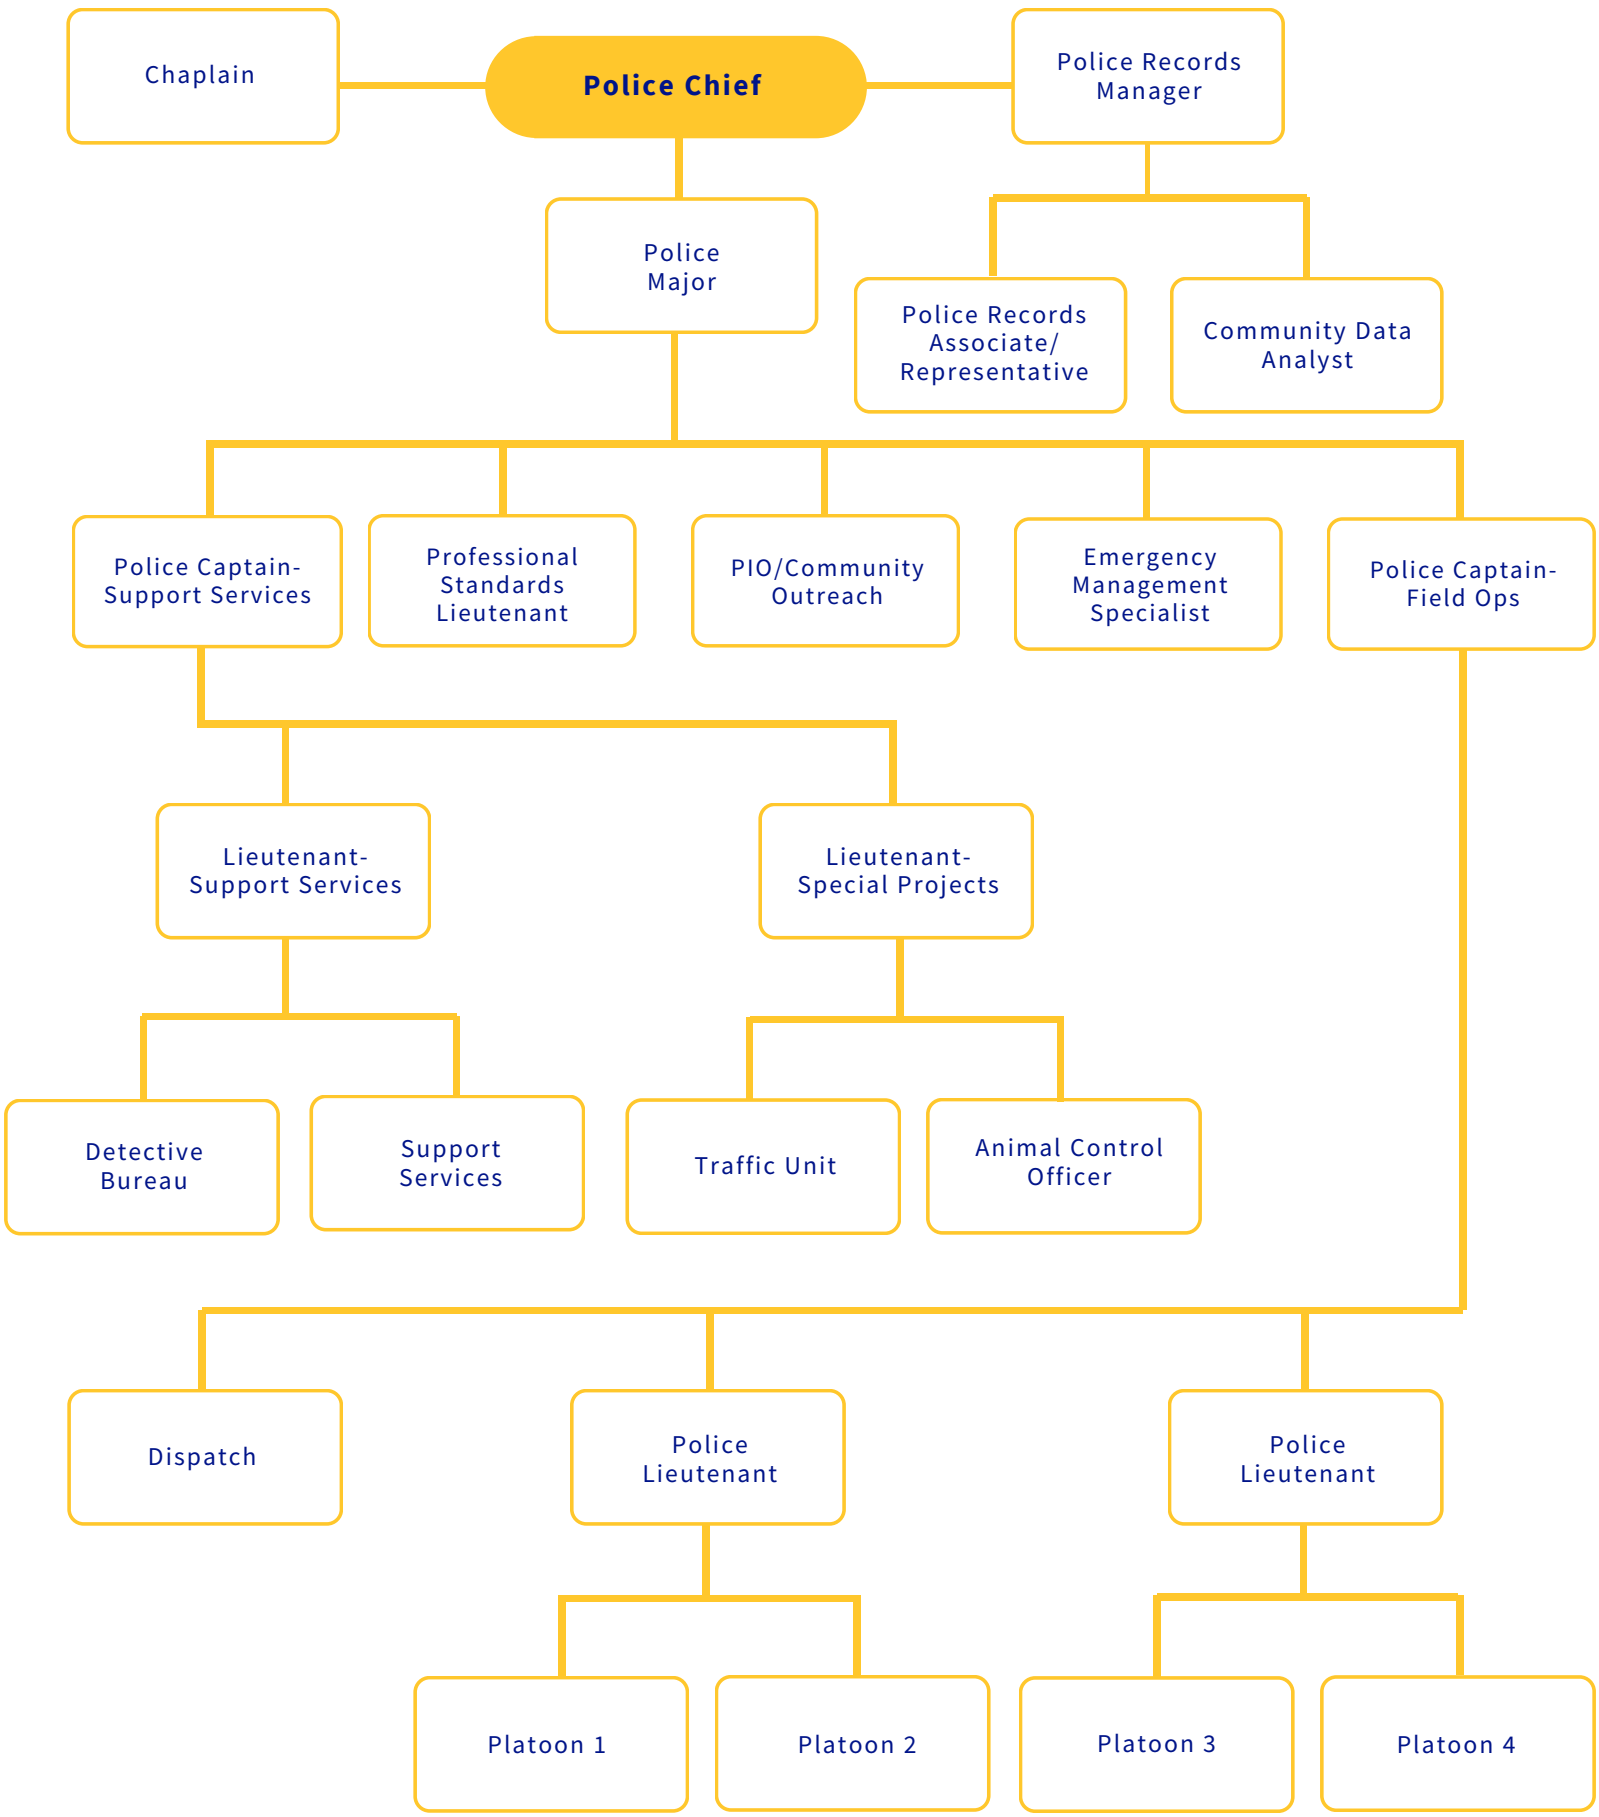 Chaplain
Police Chief
Police Records
Manager
Police
Major
Police Records
Associate/
Representative
Community Data
Analyst
Police Captain-
Support Services
Professional
Standards
Lieutenant
PIO/Community
Outreach
Emergency
Management
Specialist
Police Captain-
Field Ops
Lieutenant-
Support Services
Lieutenant-
Special Projects
Detective
Bureau
Support
Services
Traffic Unit
Animal Control
Officer
Dispatch
Police
Lieutenant
Police
Lieutenant
Platoon 1
Platoon 2
Platoon 3
Platoon 4